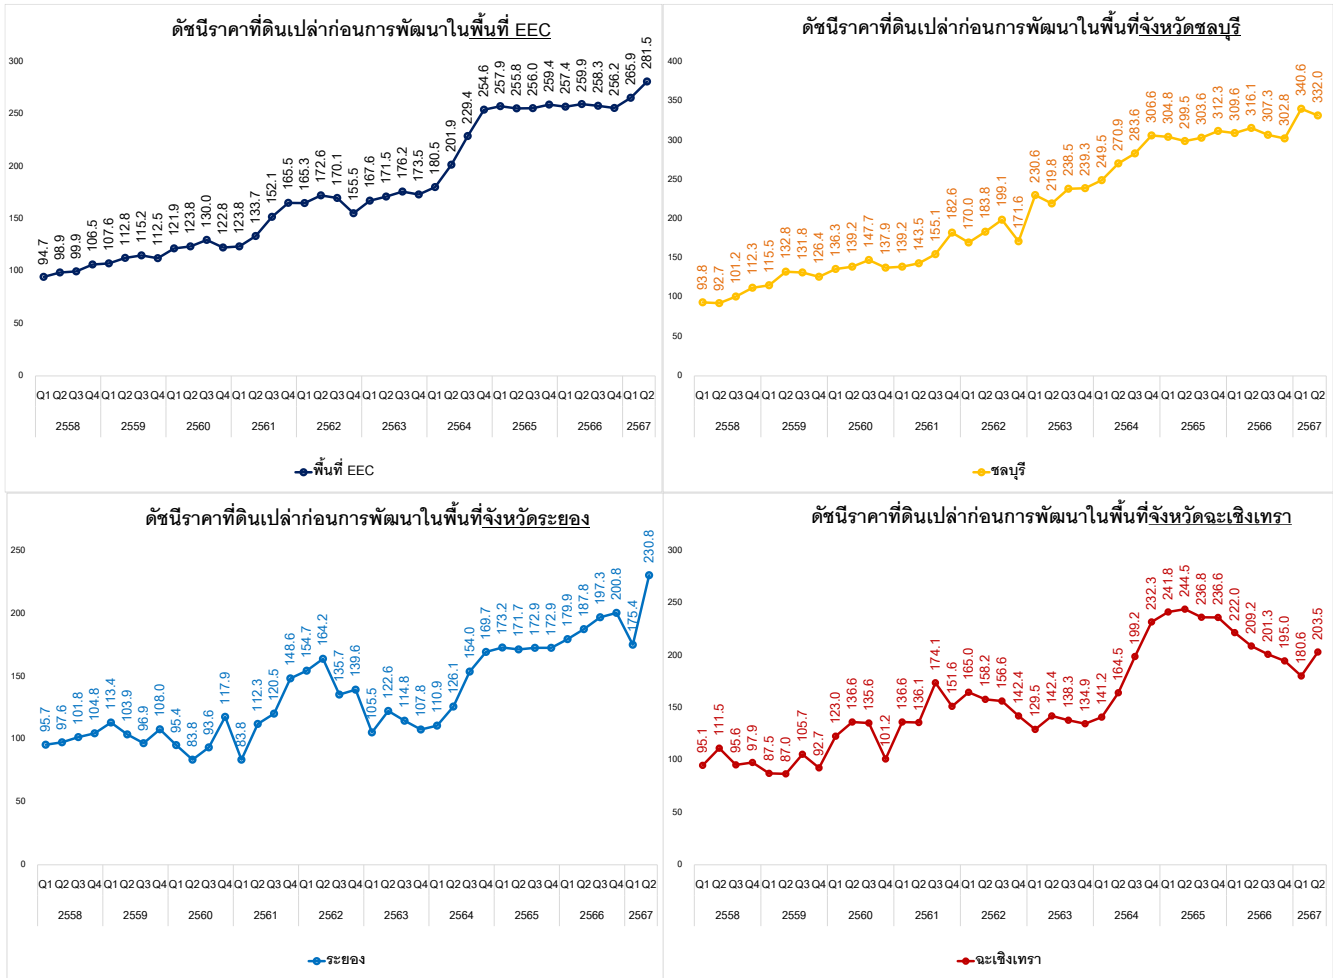 ดัชนีราคาที่ดินเปล่าก่อนการพัฒนาในพื้นที่ EEC
300
250
200
150
100
50
0
94.7 98.9 99.9 106.5 107.6 112.8 115.2 112.5 121.9 123.8 130.0 122.8 123.8 133.7 152.1 165.5 165.3 172.6 170.1 155.5 167.6 171.5 176.2 173.5 180.5 201.9 229.4 254.6 257.9 255.8 256.0 259.4 257.4 259.9 258.3 256.2 265.9 281.5
Q1 Q2 Q3 Q4 Q1 Q2 Q3 Q4 Q1 Q2 Q3 Q4 Q1 Q2 Q3 Q4 Q1 Q2 Q3 Q4 Q1 Q2 Q3 Q4 Q1 Q2 Q3 Q4 Q1 Q2 Q3 Q4 Q1 Q2 Q3 Q4 Q1 Q2
2558 2559 2560 2561 2562 2563 2564 2565 2566 2567
พื้นที่ EEC
ดัชนีราคาที่ดินเปล่าก่อนการพัฒนาในพื้นที่จังหวัดชลบุรี
400
350
300
250
200
150
100
50
0
93.8 92.7 101.2 112.3 115.5 132.8 131.8 126.4 136.3 139.2 147.7 137.9 139.2 143.5 155.1 182.6 170.0 183.8 199.1 171.6 230.6 219.8 238.5 239.3 249.5 270.9 283.6 306.6 304.8 299.5 303.6 312.3 309.6 316.1 307.3 302.8 340.6 332.0
Q1 Q2 Q3 Q4 Q1 Q2 Q3 Q4 Q1 Q2 Q3 Q4 Q1 Q2 Q3 Q4 Q1 Q2 Q3 Q4 Q1 Q2 Q3 Q4 Q1 Q2 Q3 Q4 Q1 Q2 Q3 Q4 Q1 Q2 Q3 Q4 Q1 Q2
2558 2559 2560 2561 2562 2563 2564 2565 2566 2567
ชลบุรี
ดัชนีราคาที่ดินเปล่าก่อนการพัฒนาในพื้นที่จังหวัดระยอง
250
200
150
100
50
0
95.7 97.6 101.8 104.8 113.4 103.9 96.9 108.0 95.4 83.8 93.6 117.9 83.8 112.3 120.5 148.6 154.7 164.2 135.7 139.6 105.5 122.6 114.8 107.8 110.9 126.1 154.0 169.7 173.2 171.7 172.9 172.9 179.9 187.8 197.3 200.8 175.4 230.8
Q1 Q2 Q3 Q4 Q1 Q2 Q3 Q4 Q1 Q2 Q3 Q4 Q1 Q2 Q3 Q4 Q1 Q2 Q3 Q4 Q1 Q2 Q3 Q4 Q1 Q2 Q3 Q4 Q1 Q2 Q3 Q4 Q1 Q2 Q3 Q4 Q1 Q2
2558 2559 2560 2561 2562 2563 2564 2565 2566 2567
ระยอง
ดัชนีราคาที่ดินเปล่าก่อนการพัฒนาในพื้นที่จังหวัดฉะเชิงเทรา
300
250
200
150
100
50
0
95.1 111.5 95.6 97.9 87.5 87.0 105.7 92.7 123.0 136.6 135.6 101.2 136.6 136.1 174.1 151.6 165.0 158.2 156.6 142.4 129.5 142.4 138.3 134.9 141.2 164.5 199.2 232.3 241.8 244.5 236.8 236.6 222.0 209.2 201.3 195.0 180.6 203.5
Q1 Q2 Q3 Q4 Q1 Q2 Q3 Q4 Q1 Q2 Q3 Q4 Q1 Q2 Q3 Q4 Q1 Q2 Q3 Q4 Q1 Q2 Q3 Q4 Q1 Q2 Q3 Q4 Q1 Q2 Q3 Q4 Q1 Q2 Q3 Q4 Q1 Q2
2558 2559 2560 2561 2562 2563 2564 2565 2566 2567
ฉะเชิงเทรา